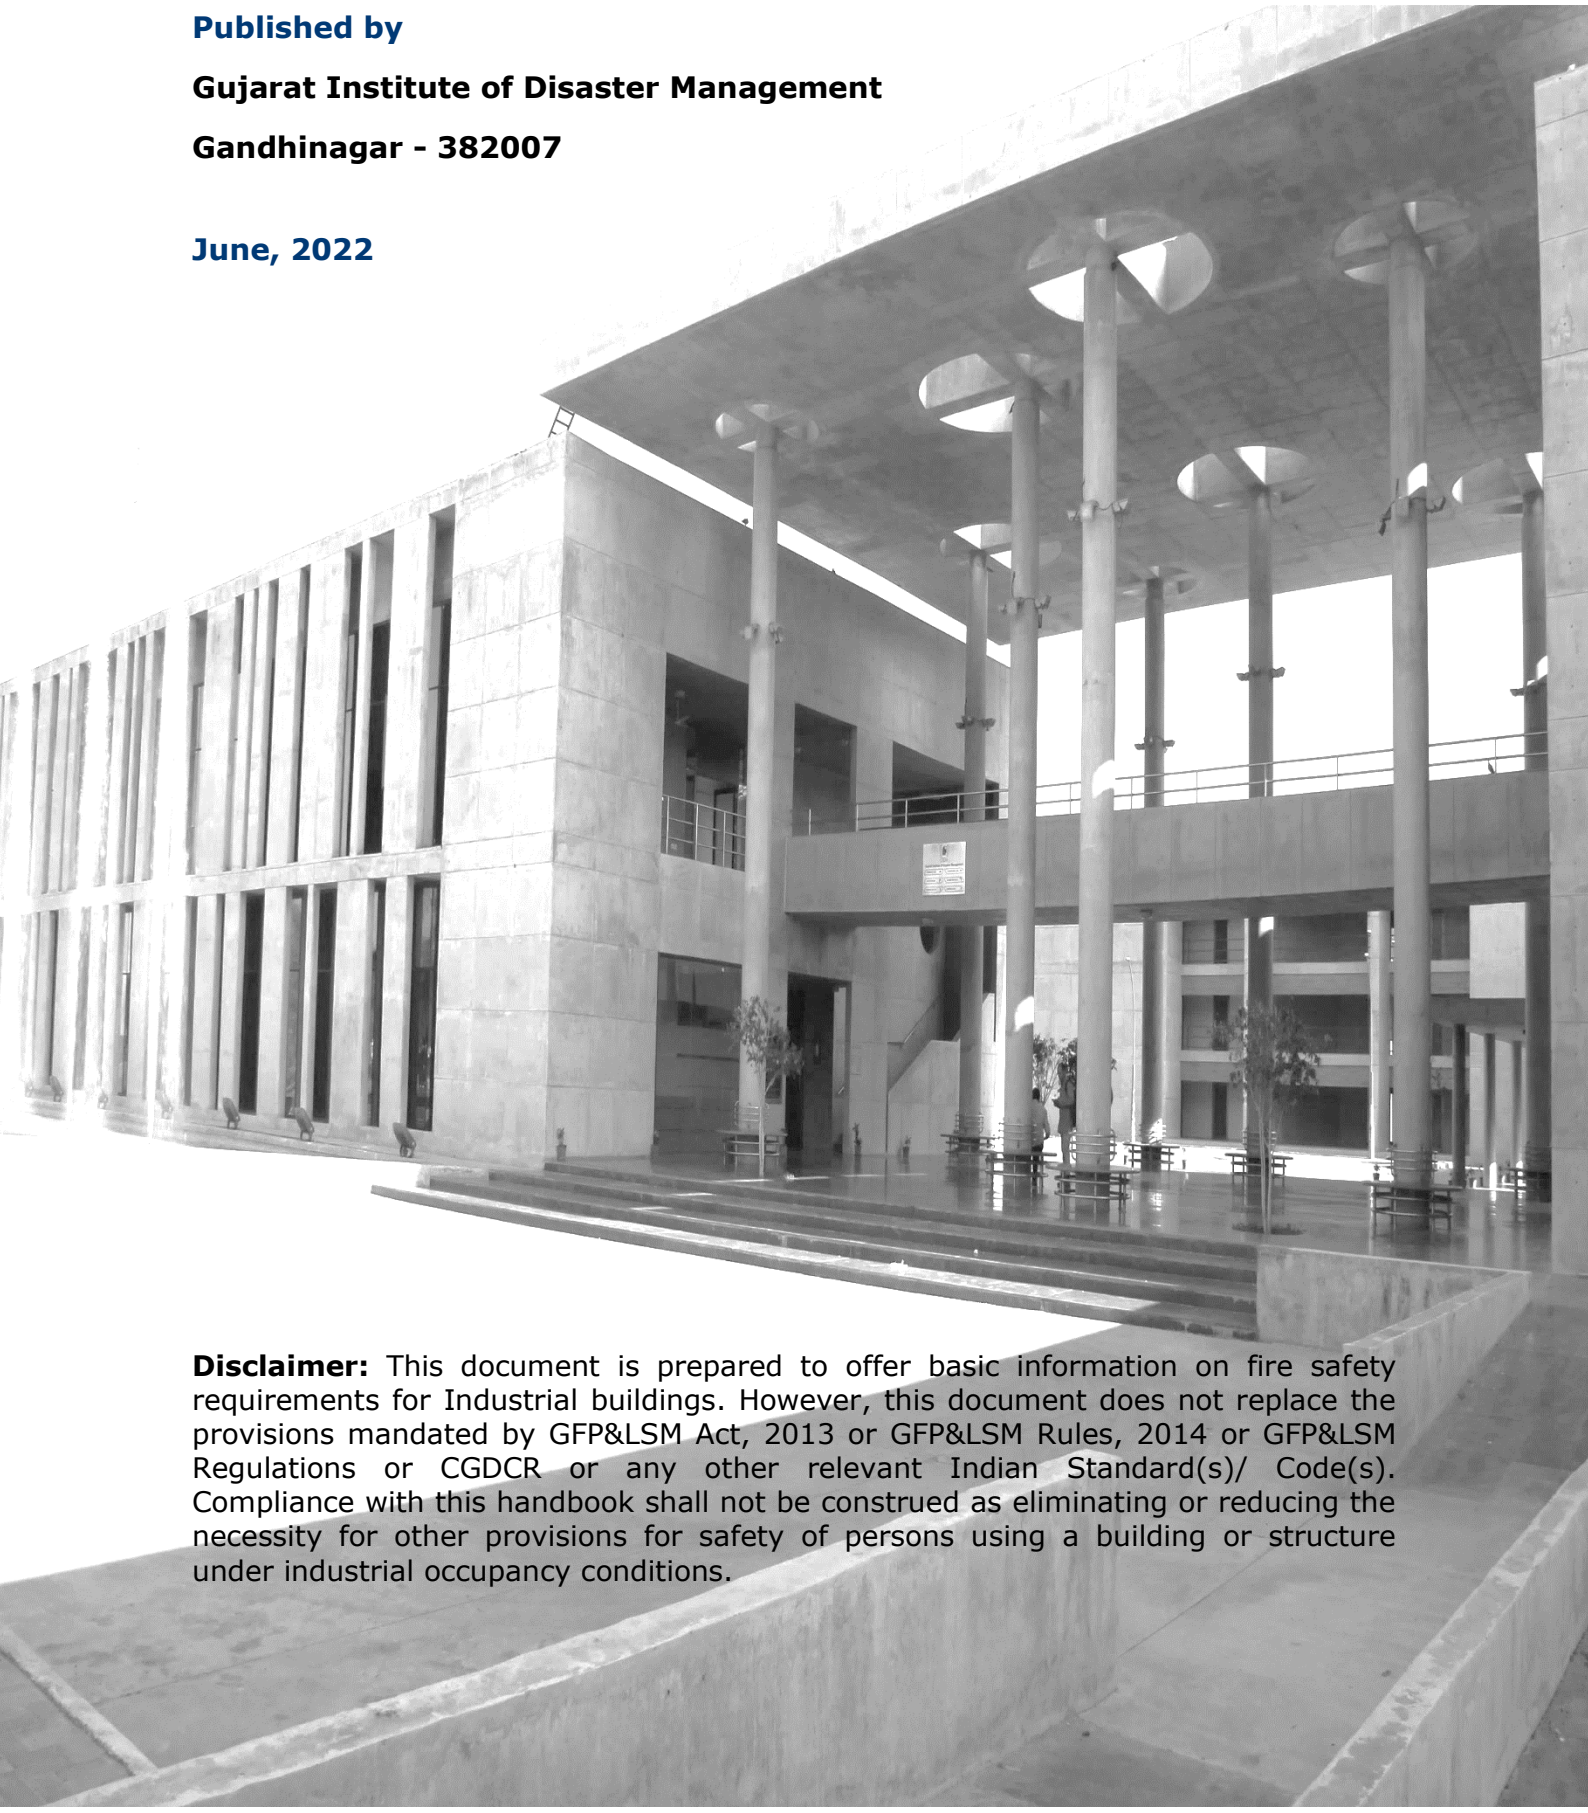 Published by
Gujarat Institute of Disaster Management
Gandhinagar - 382007
June, 2022
Disclaimer: This document is prepared to offer basic information on fire safety
requirements for Industrial buildings. However, this document does not replace the
provisions mandated by GFP&LSM Act, 2013 or GFP&LSM Rules, 2014 or GFP&LSM
Regulations or CGDCR or any other relevant Indian Standard(s)/ Code(s).
Compliance with this handbook shall not be construed as eliminating or reducing the
necessity for other provisions for safety of persons using a building or structure
under industrial occupancy conditions.